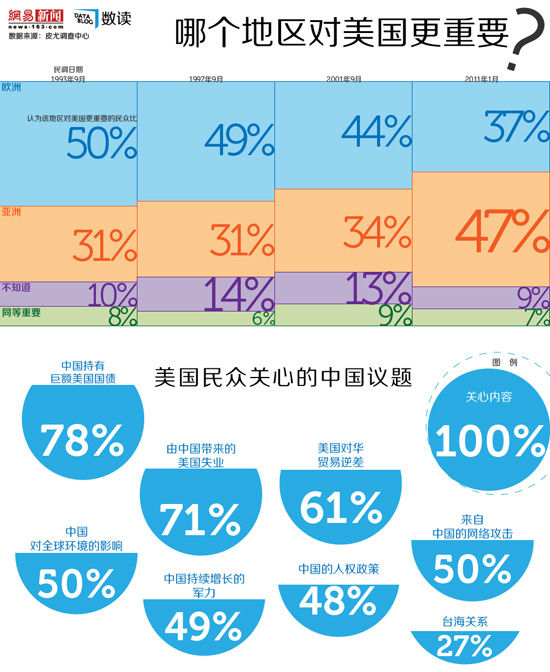 網易新闻
news·163.com
DATA BLOG 数读
数据来源：皮尤调查中心
哪个地区对美国更重要？
民调日期
1993年9月 1997年9月 2001年9月 2011年1月
欧洲
认为该地区对美国更重要的民众比
50% 49% 44% 37%
亚洲
31% 31% 34% 47%
不知道
10% 14% 13% 9%
同等重要
8% 6% 9% 7%
美国民众关心的中国议题
图 例
关心内容
100%
中国持有
巨额美国国债
78%
由中国带来的
美国失业
71%
美国对华
贸易逆差
61%
中国
对全球环境的影响
50%
中国持续增长的
军力
49%
中国的人权政策
48%
来自
中国的网络攻击
50%
台海关系
27%